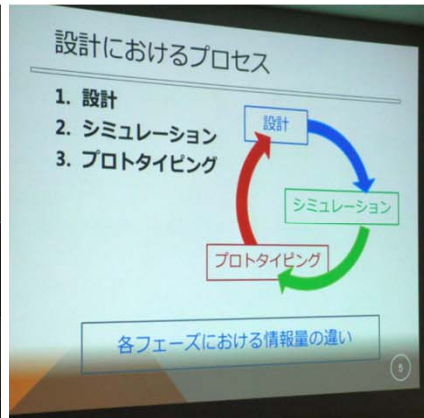 設計におけるプロセス
1. 設計
2. シミュレーション
3. プロトタイピング
設計
シミュレーション
プロトタイピング
各フェーズにおける情報量の違い
5